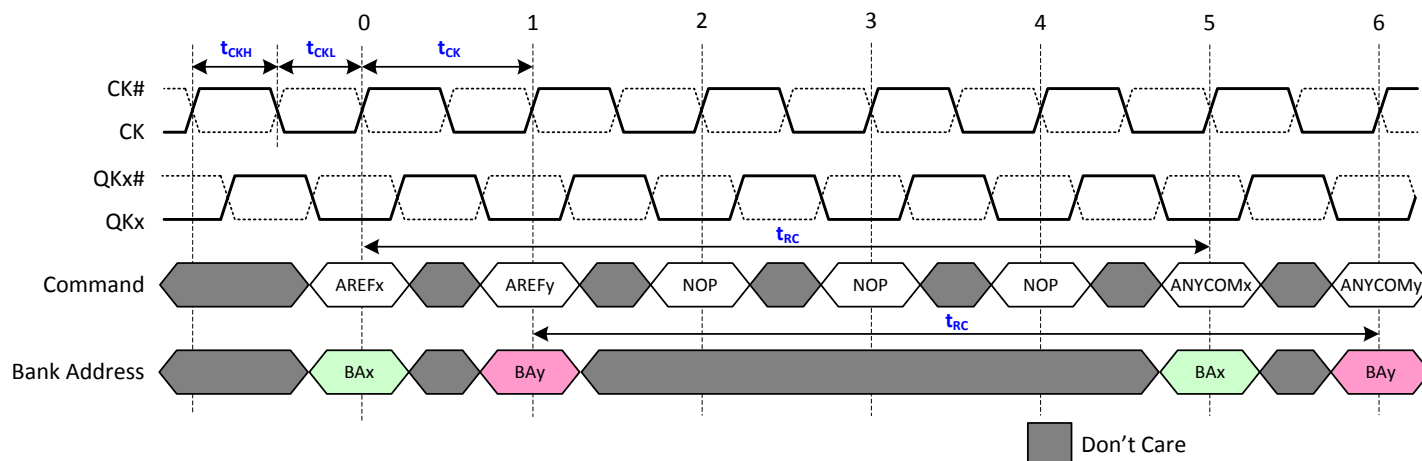 0 1 2 3 4 5 6
tCKH tCKL tCK
CK#
CK
QKx#
QKx
tRC
Command AREFx AREFy NOP NOP NOP ANYCOMx ANYCOMy
tRC
Bank Address BAx BAy BAx BAy
Don't Care